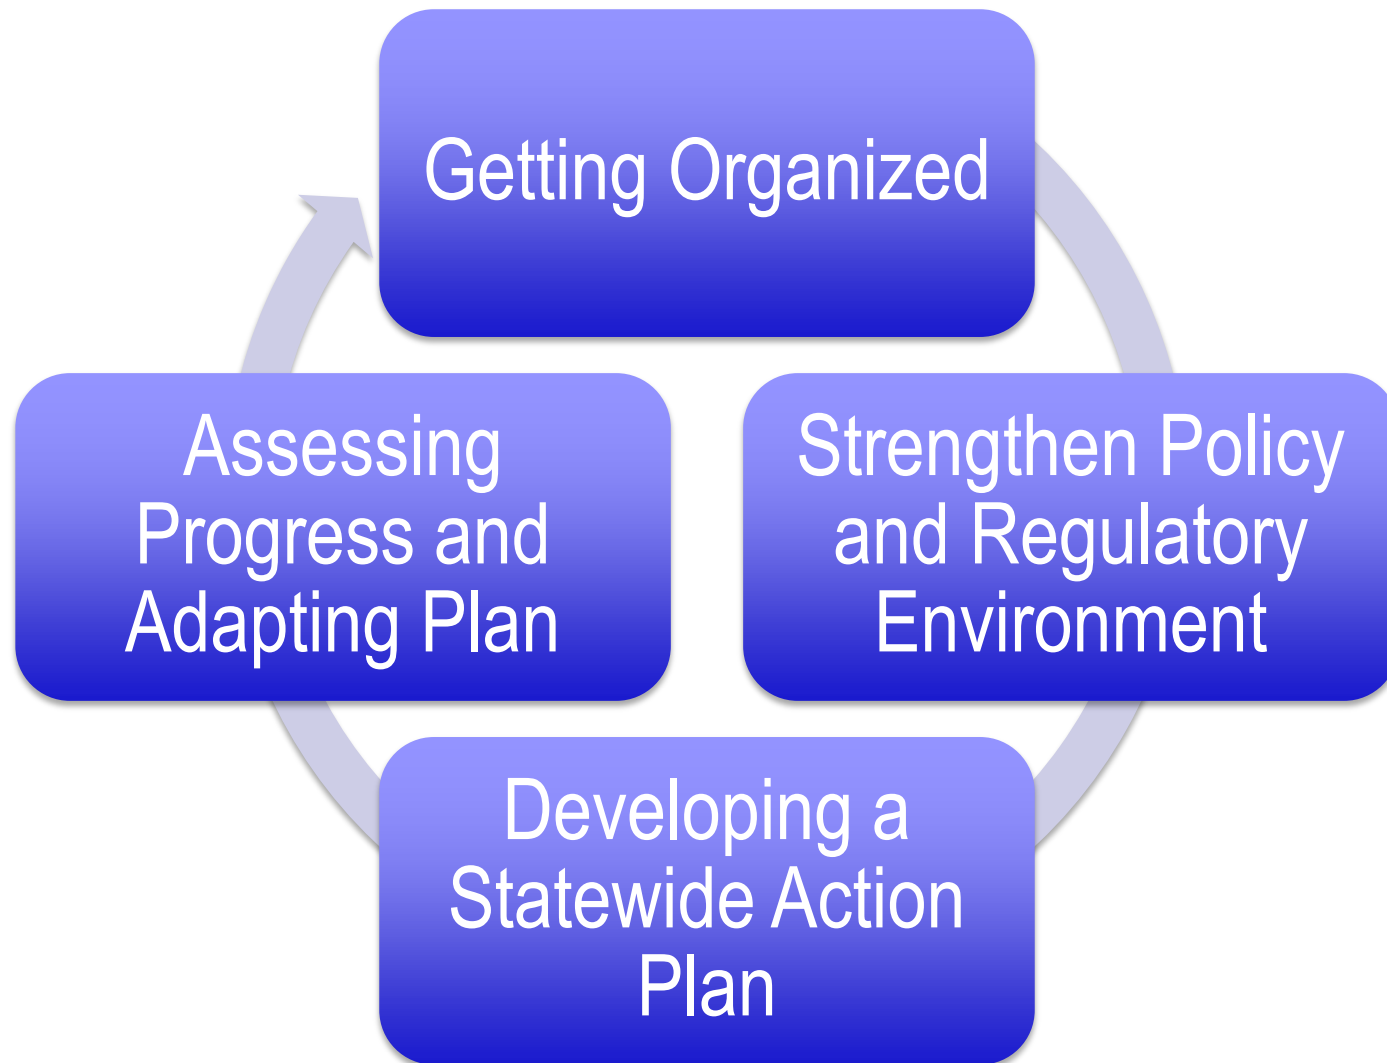 Getting Organized
Strengthen Policy
and Regulatory
Environment
Developing a
Statewide Action
Plan
Assessing
Progress and
Adapting Plan